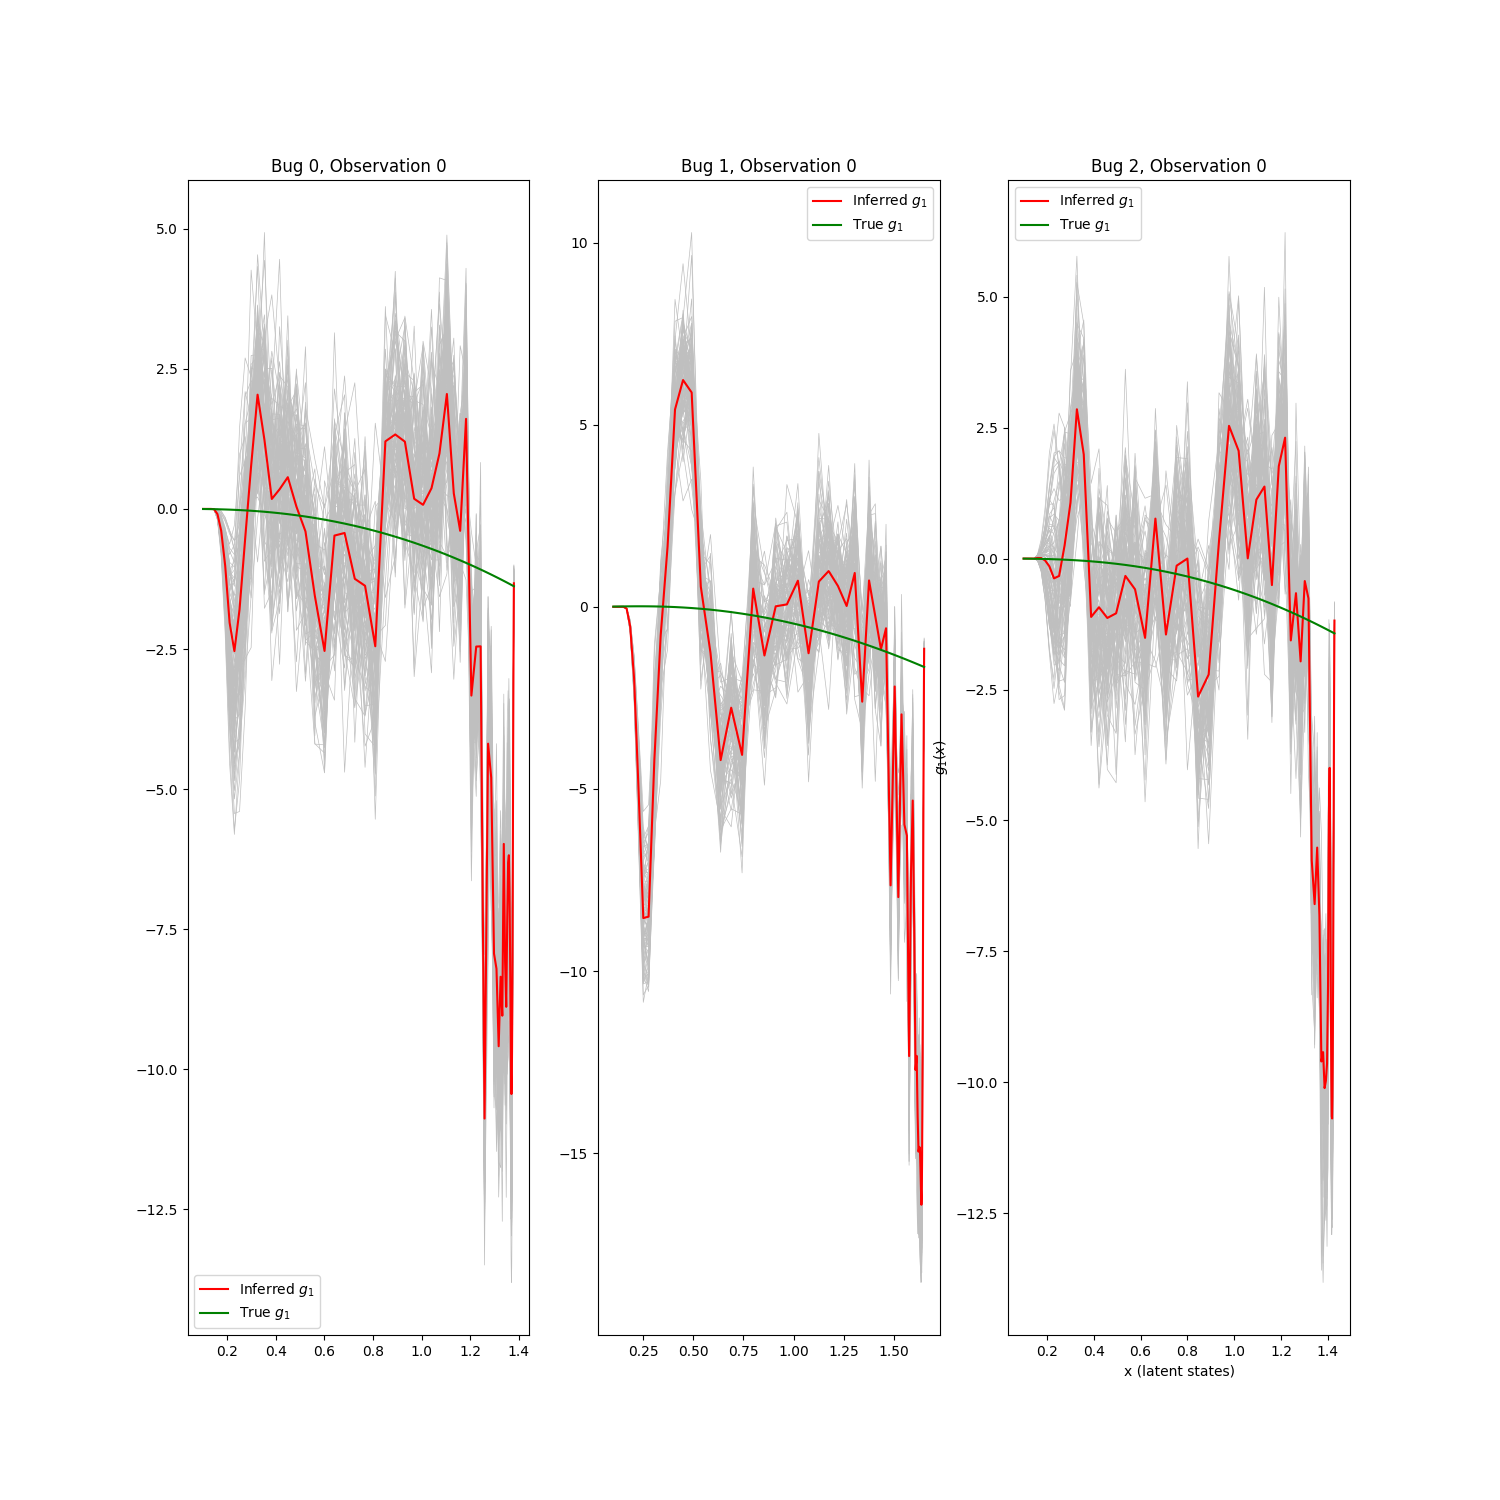 Bug 0, Observation 0
5.0
2.5
0.0
−2.5
−5.0
−7.5
−10.0
−12.5
Inferred g₁
True g₁
0.2 0.4 0.6 0.8 1.0 1.2 1.4
Bug 1, Observation 0
Inferred g₁
True g₁
10
5
0
−5
−10
−15
0.25 0.50 0.75 1.00 1.25 1.50
Bug 2, Observation 0
Inferred g₁
True g₁
g₁(x)
5.0
2.5
0.0
−2.5
−5.0
−7.5
−10.0
−12.5
0.2 0.4 0.6 0.8 1.0 1.2 1.4
x (latent states)